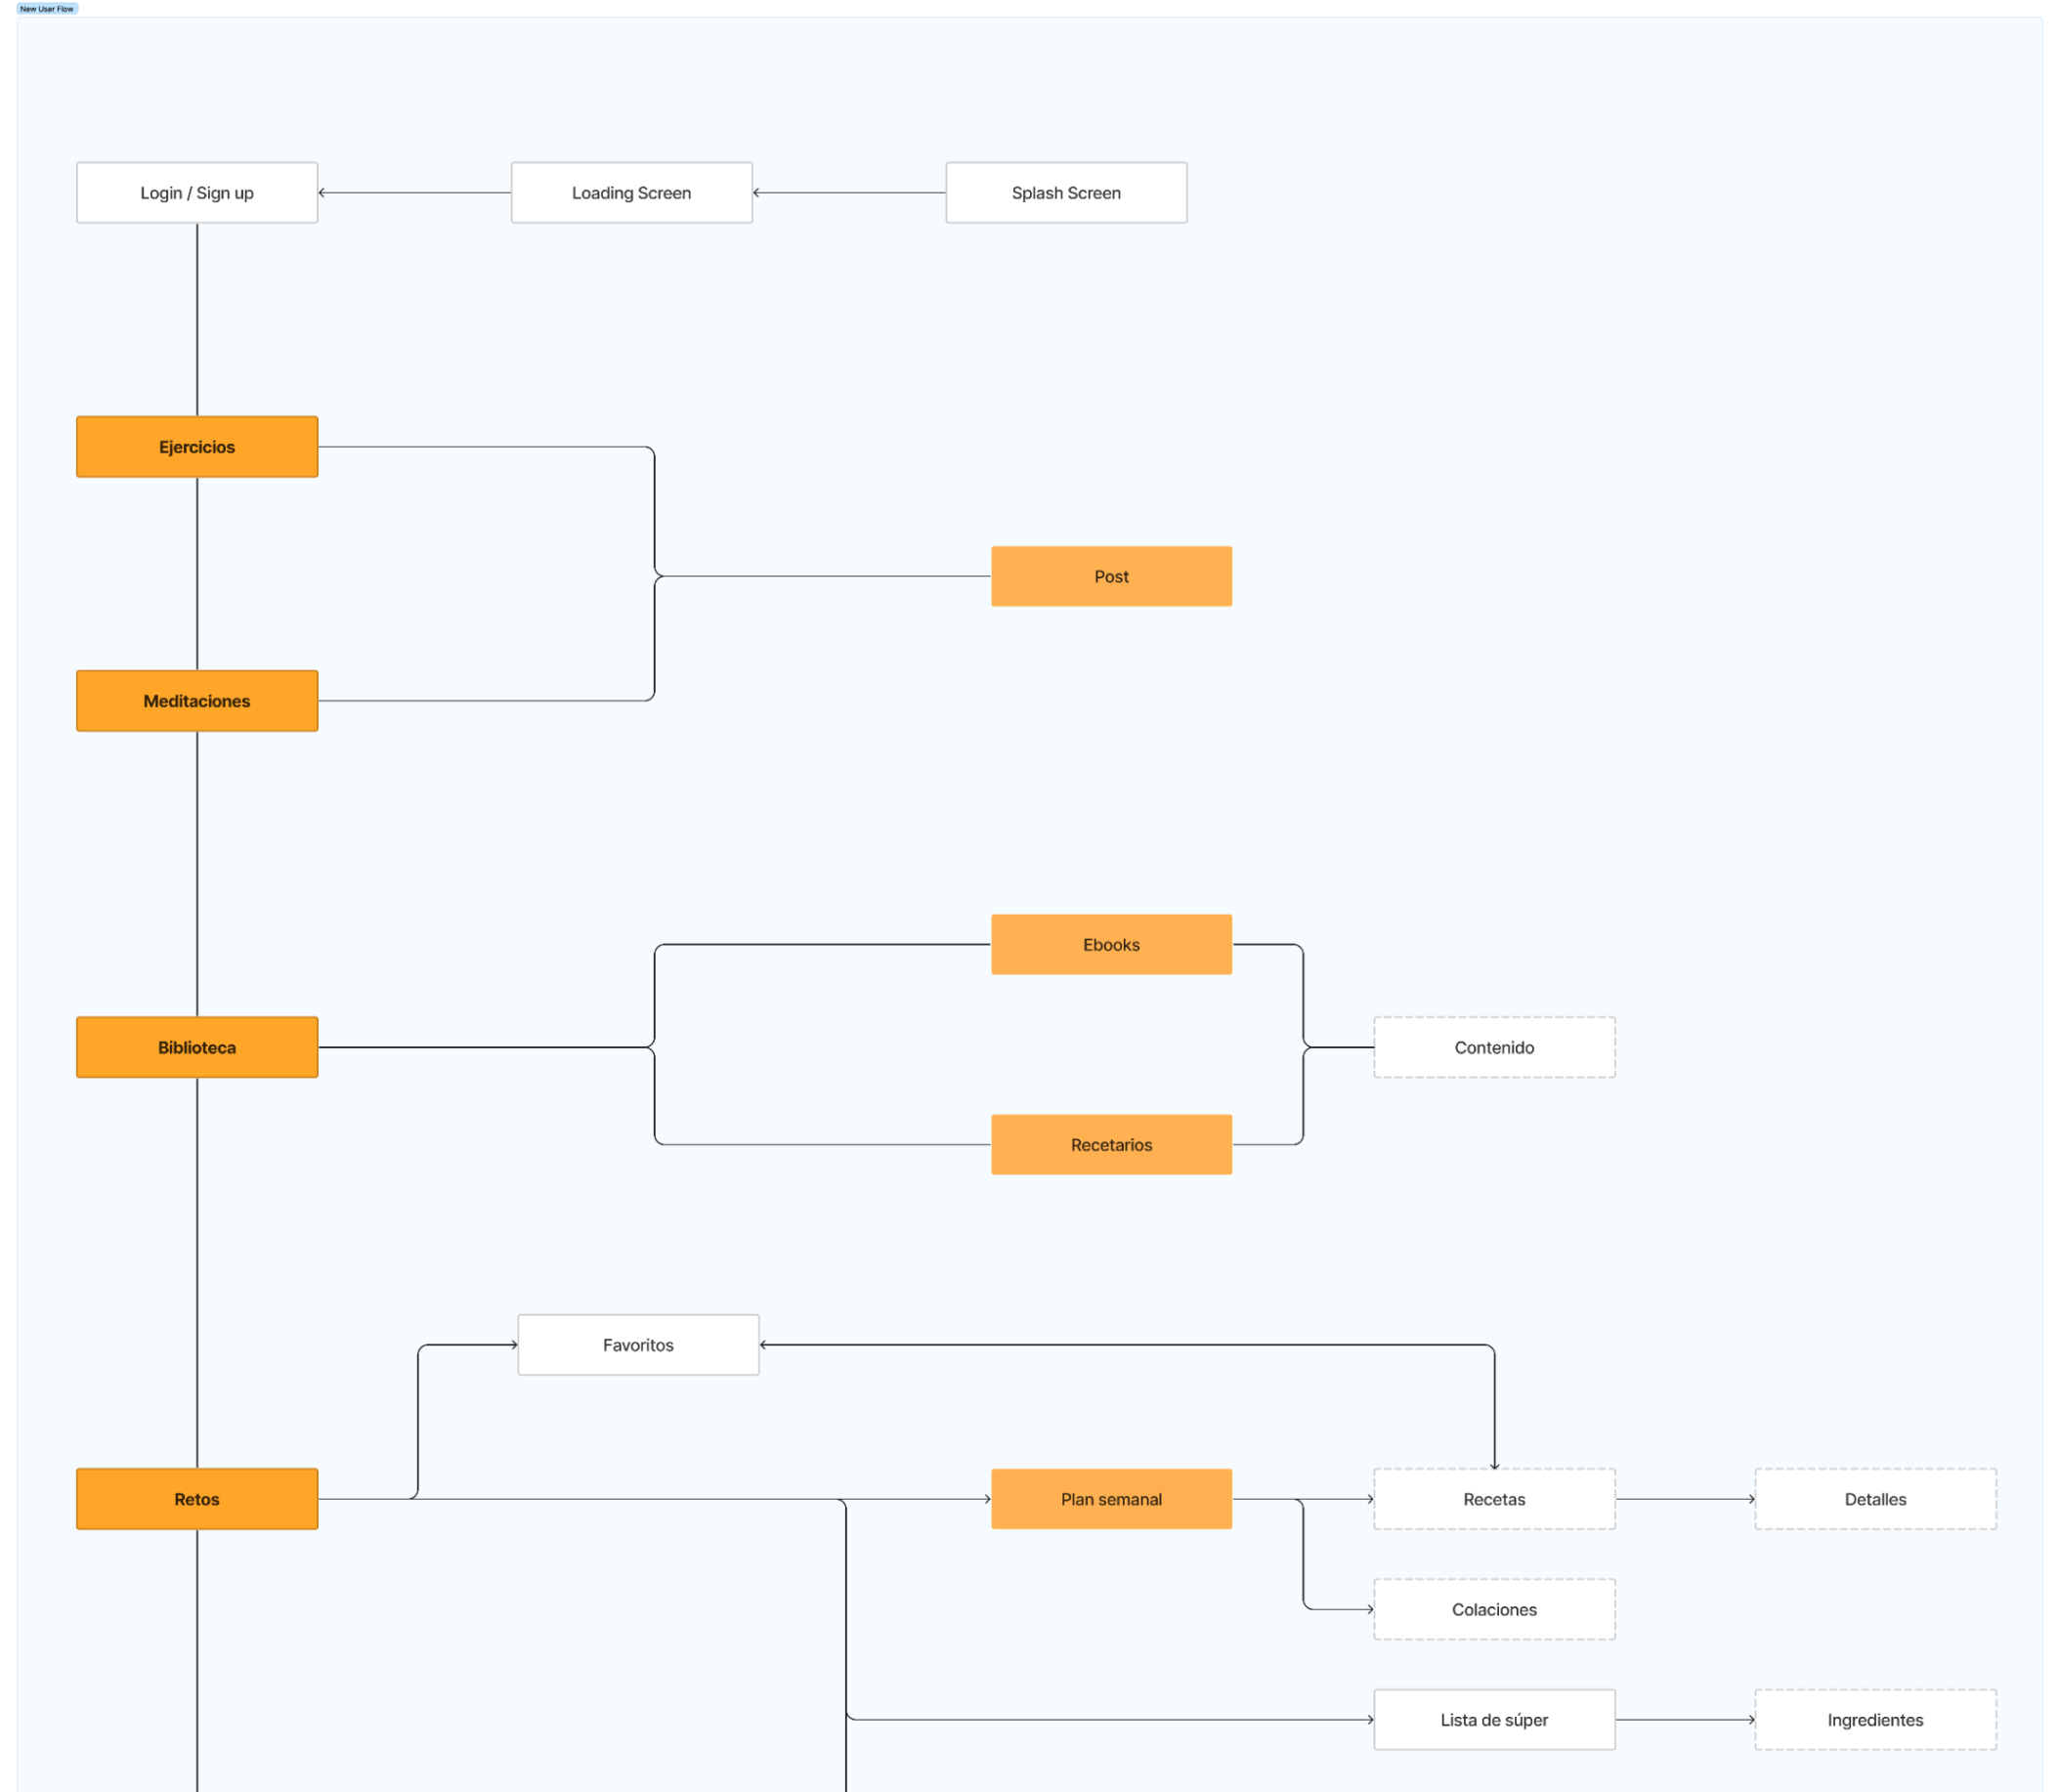 New User Flow
Login / Sign up
Loading Screen
Splash Screen
Ejercicios
Post
Meditaciones
Ebooks
Biblioteca
Contenido
Recetarios
Favoritos
Retos
Plan semanal
Recetas
Detalles
Colaciones
Lista de súper
Ingredientes